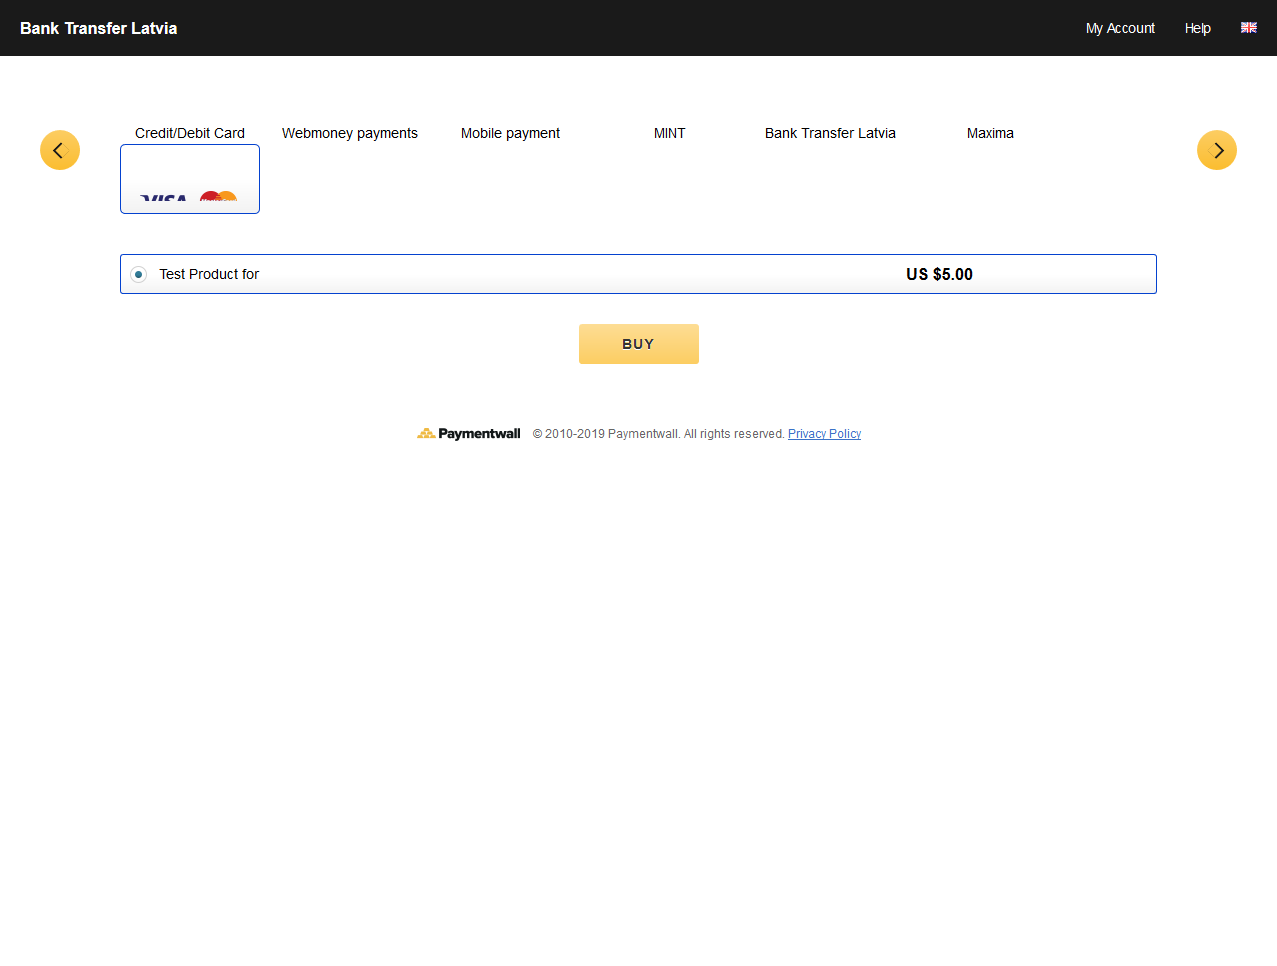 Bank Transfer Latvia
My Account Help
Credit/Debit Card Webmoney payments Mobile payment MINT Bank Transfer Latvia Maxima
VISA
Test Product for US $5.00
BUY
Paymentwall © 2010-2019 Paymentwall. All rights reserved. Privacy Policy